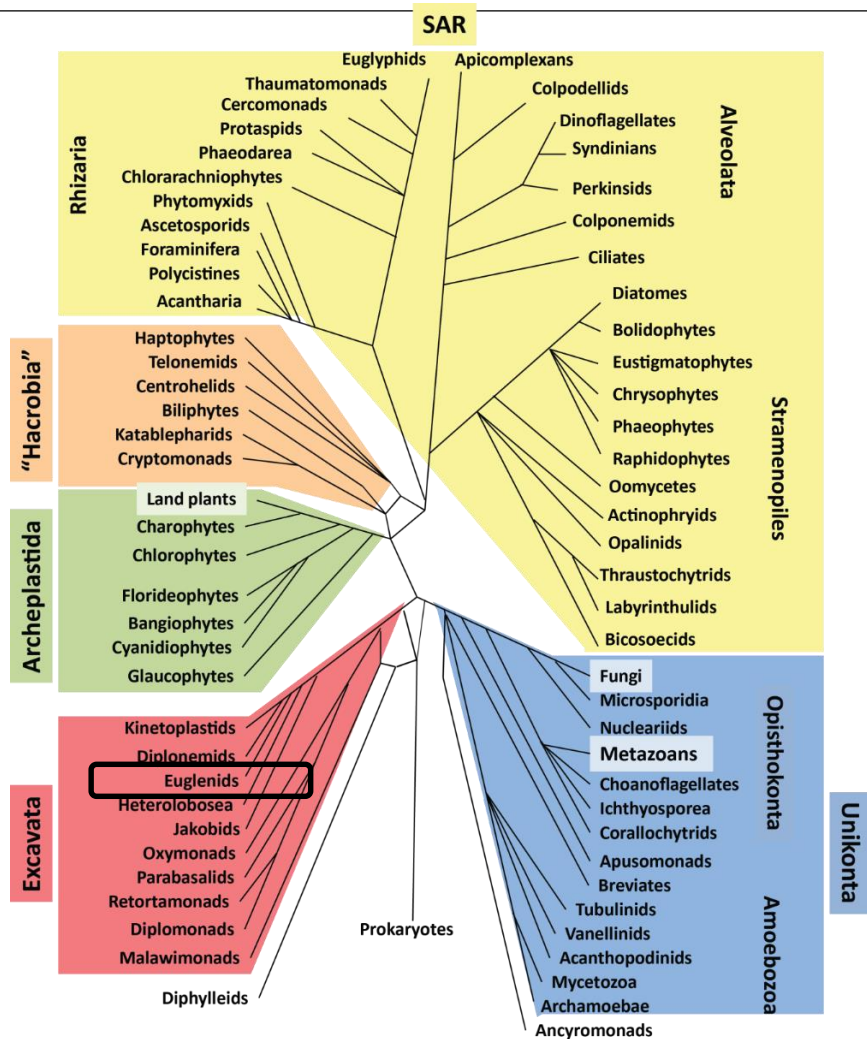 SAR
Euglyphids
Thaumatomonads
Cercomonads
Protaspids
Phaeodarea
Chlorarachniophytes
Phytomyxids
Ascetosporids
Foraminifera
Polycistines
Acantharia
Rhizaria
Apicomplexans
Colpodellids
Dinoflagellates
Syndinians
Perkinsids
Colponemids
Ciliates
Alveolata
Diatomes
Bolidophytes
Eustigmatophytes
Chrysophytes
Phaeophytes
Raphidophytes
Oomycetes
Actinophryids
Opalinids
Thraustochytrids
Labyrinthulids
Bicosoecids
Stramenopiles
"Hacrobia"
Haptophytes
Telonemids
Centrohelids
Biliphytes
Katablepharids
Cryptomonads
Archeplastida
Land plants
Charophytes
Chlorophytes
Florideophytes
Bangiophytes
Cyanidiophytes
Glaucophytes
Excavata
Kinetoplastids
Diplonemids
Euglenids
Heterolobosea
Jakobids
Oxymonads
Parabasalids
Retortamonads
Diplomonads
Malawimonads
Diphylleids
Prokaryotes
Fungi
Microsporidia
Nucleariids
Metazoans
Choanoflagellates
Ichthyosporea
Corallochytrids
Apusomonads
Breviates
Tubulinids
Vanellinids
Acanthopodinids
Mycetozoa
Archamoebae
Ancyromonads
Opisthokonta
Amoebozoa
Unikonta